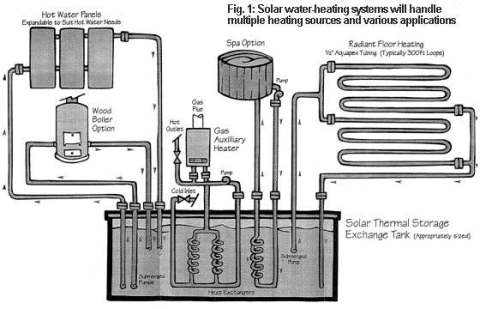 Fig. 1: Solar water-heating systems will handle
multiple heating sources and various applications
Hot Water Panels
Expandable to Suit Hot Water Needs
Spa Option
Pump
Radiant Floor Heating
½" Aquapex Tubing (Typically 300ft Loops)
Wood
Boiler
Option
Gas
Flue
Hot
Outlets
Gas
Auxiliary
Heater
Pump
Cold Inlets
Solar Thermal Storage
Exchange Tank (Appropriately sized)
Submerged
Pumps
Submerged
Pump
Heat Exchangers